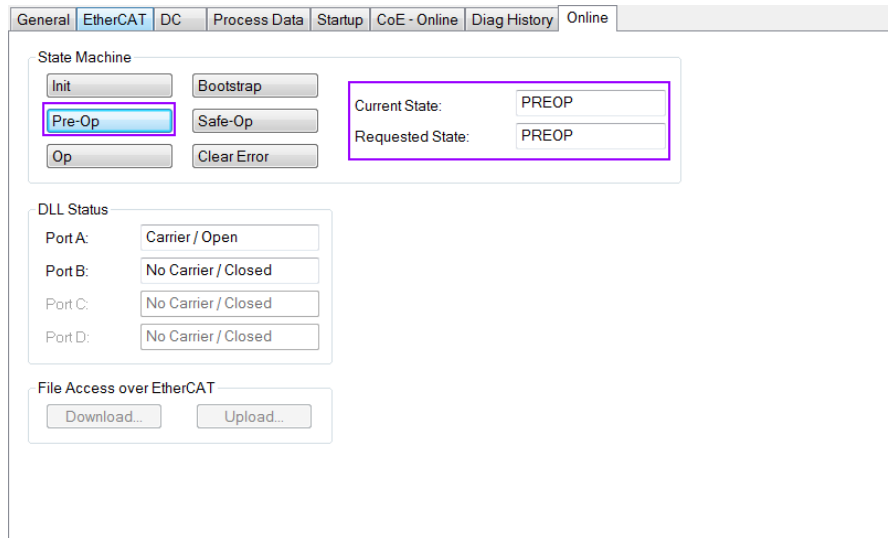 General EtherCAT DC Process Data Startup CoE - Online Diag History Online
State Machine
Init Bootstrap
Pre-Op Safe-Op
Op Clear Error
Current State: PREOP
Requested State: PREOP
DLL Status
Port A: Carrier / Open
Port B: No Carrier / Closed
Port C: No Carrier / Closed
Port D: No Carrier / Closed
File Access over EtherCAT
Download... Upload...